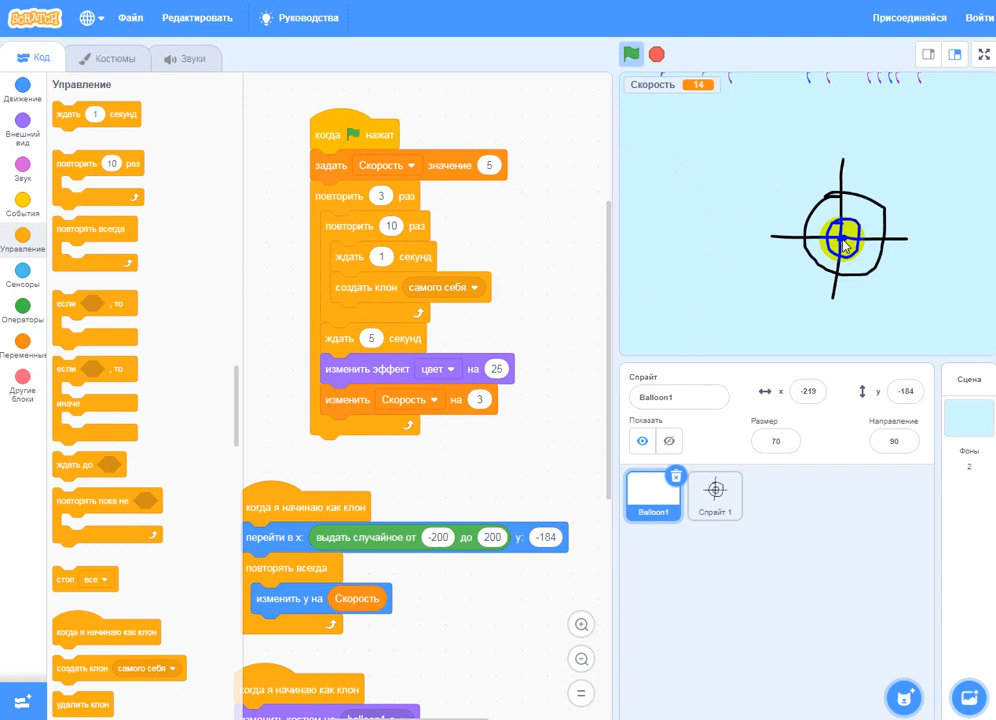 SCRATCH
Файл
Редактировать
Руководства
Присоединяйся
Войти
Код
Костюмы
Звуки
Движение
Внешний
вид
Звук
События
Управление
Сенсоры
Операторы
Переменные
Другие
блоки
Управление
ждать 1 секунд
повторить 10 раз
повторять всегда
если , то
если , то
иначе
ждать до
повторять пока не
стоп все
когда я начинаю как клон
создать клон самого себя
удалить клон
когда нажат
задать Скорость значение 5
повторить 3 раз
повторить 10 раз
ждать 1 секунд
создать клон самого себя
ждать 5 секунд
изменить эффект цвет на 25
изменить Скорость на 3
когда я начинаю как клон
перейти в x: выдать случайное от -200 до 200 y: -184
повторять всегда
изменить y на Скорость
когда я начинаю как клон
Скорость 14
Спрайт
Balloon1
x -219
y -184
Показать
Размер
70
Направление
90
Balloon1
Спрайт 1
Сцена
Фоны
2